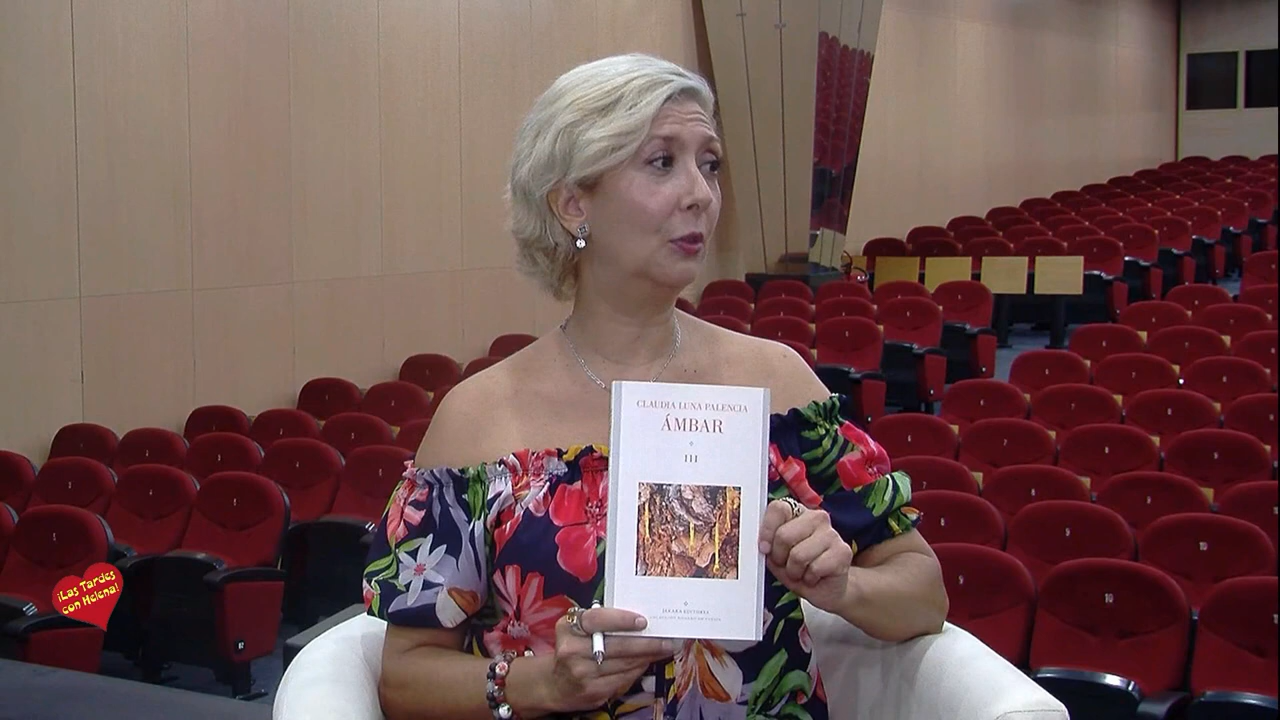 CLAUDIA LUNA PALENCIA
ÁMBAR
III
¡Las Tardes
con Helena!